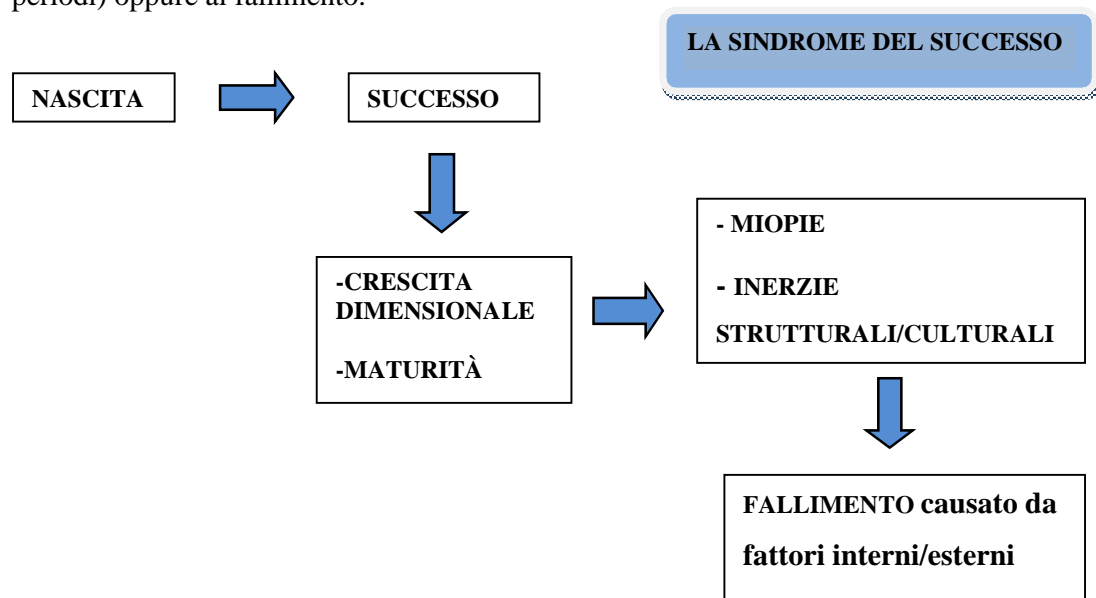 periodi) oppure al fallimento.
LA SINDROME DEL SUCCESSO
NASCITA
SUCCESSO
-CRESCITA
DIMENSIONALE
-MATURITÀ
- MIOPIE
- INERZIE
STRUTTURALI/CULTURALI
FALLIMENTO causato da
fattori interni/esterni